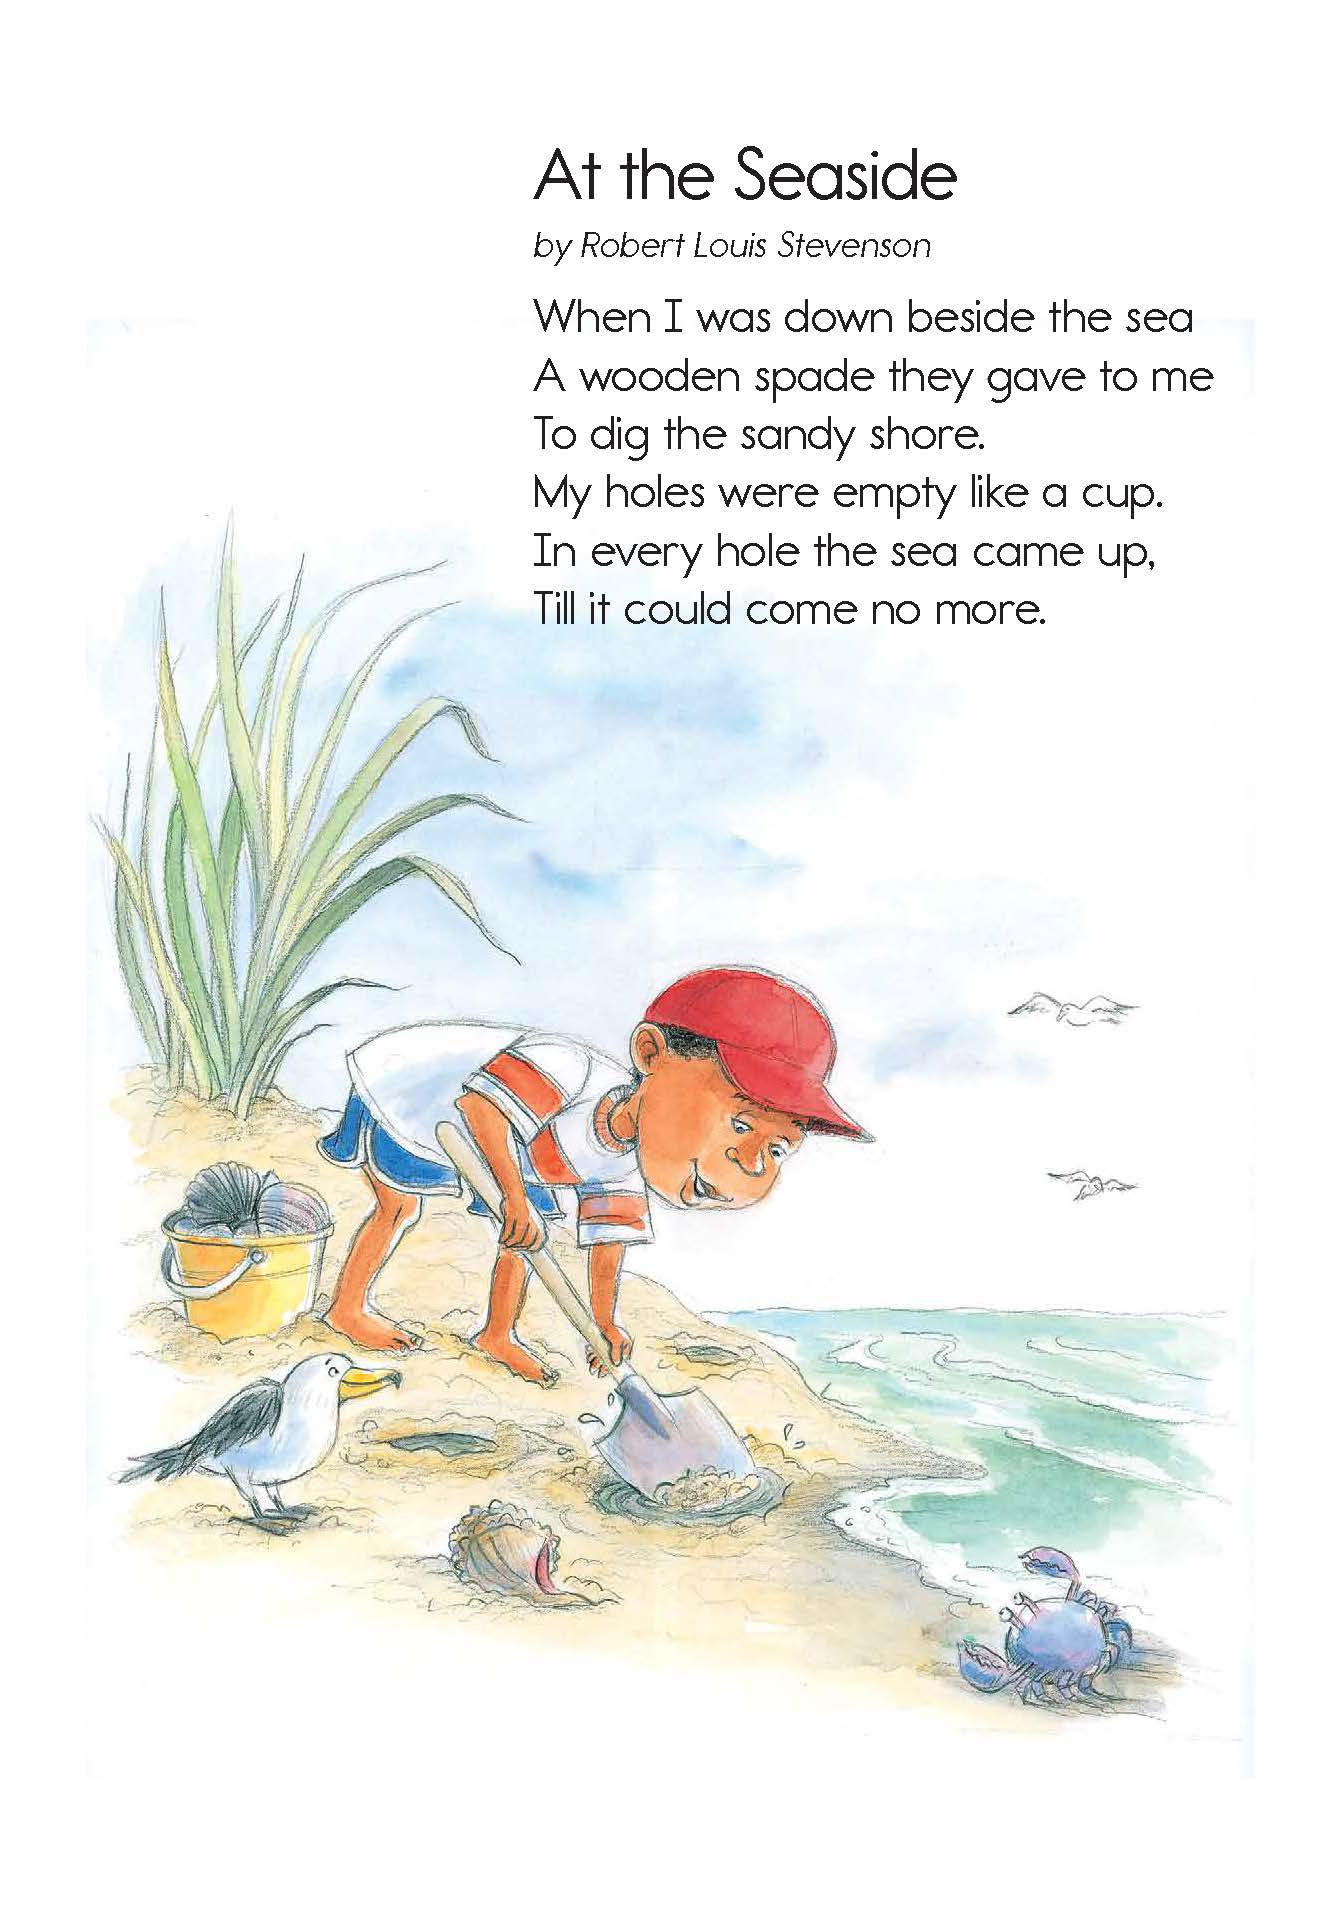 At the Seaside
by Robert Louis Stevenson
When I was down beside the sea
A wooden spade they gave to me
To dig the sandy shore.
My holes were empty like a cup.
In every hole the sea came up,
Till it could come no more.